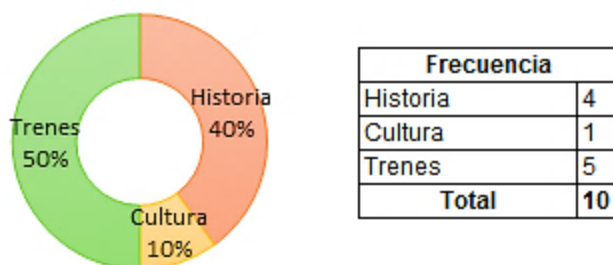 Historia
40%
Cultura
10%
Trenes
50%
Frecuencia
Historia 4
Cultura 1
Trenes 5
Total 10